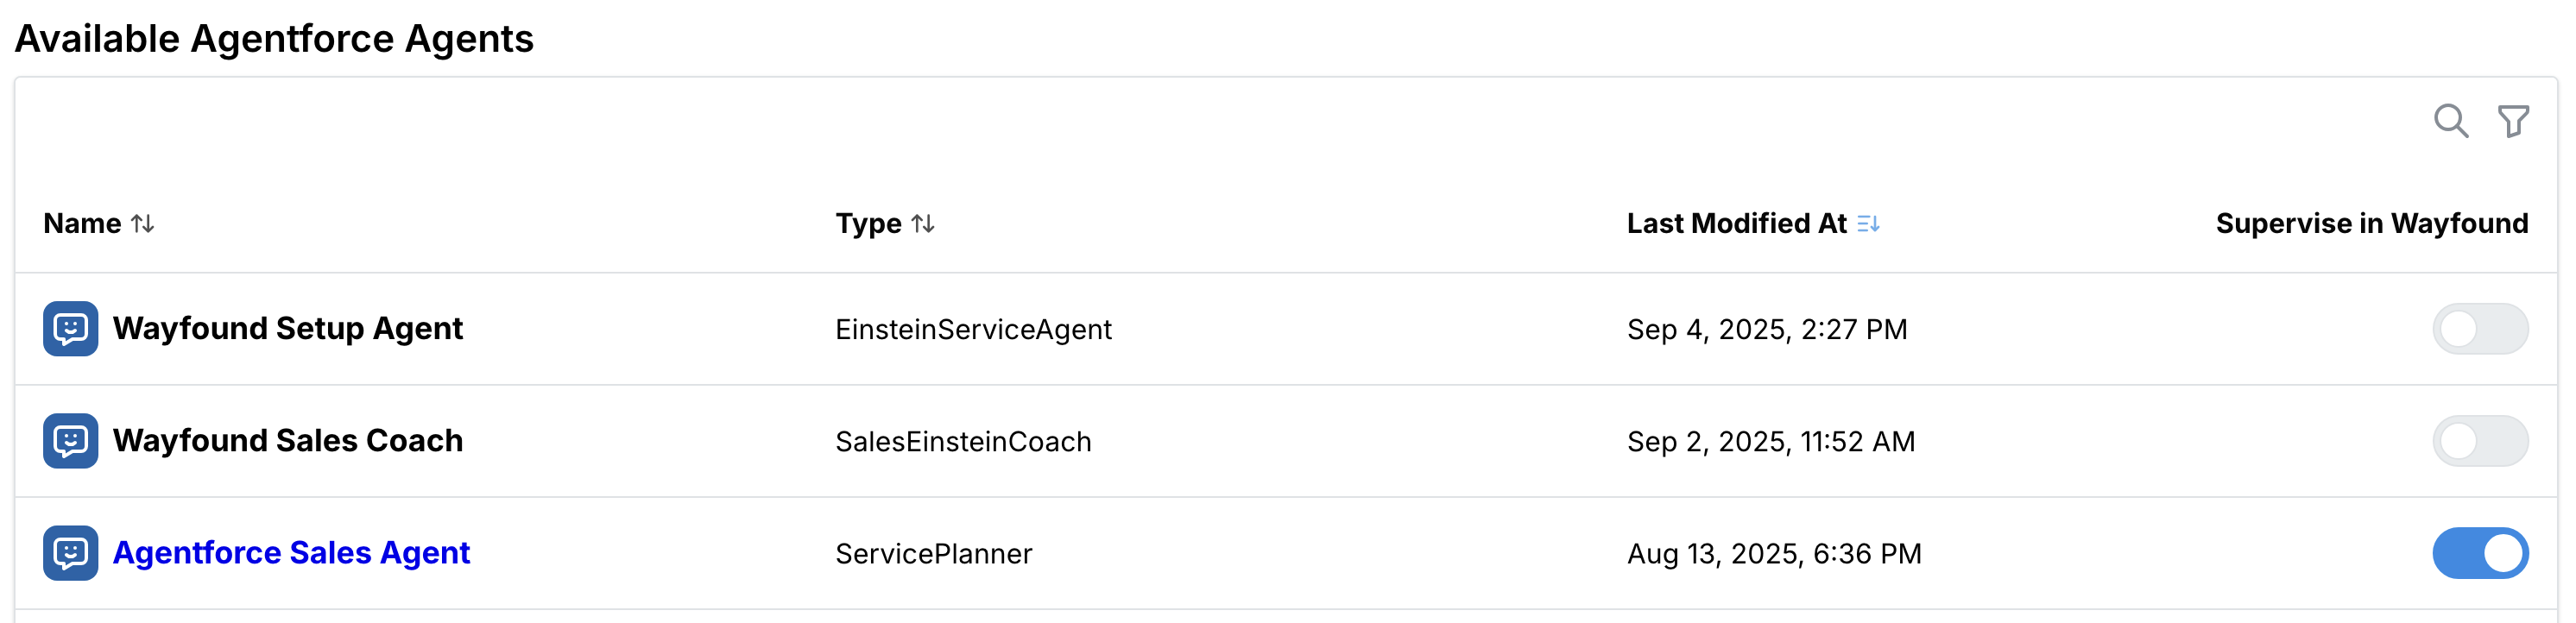 Available Agentforce Agents
Name Type Last Modified At Supervise in Wayfound
Wayfound Setup Agent EinsteinServiceAgent Sep 4, 2025, 2:27 PM
Wayfound Sales Coach SalesEinsteinCoach Sep 2, 2025, 11:52 AM
Agentforce Sales Agent ServicePlanner Aug 13, 2025, 6:36 PM